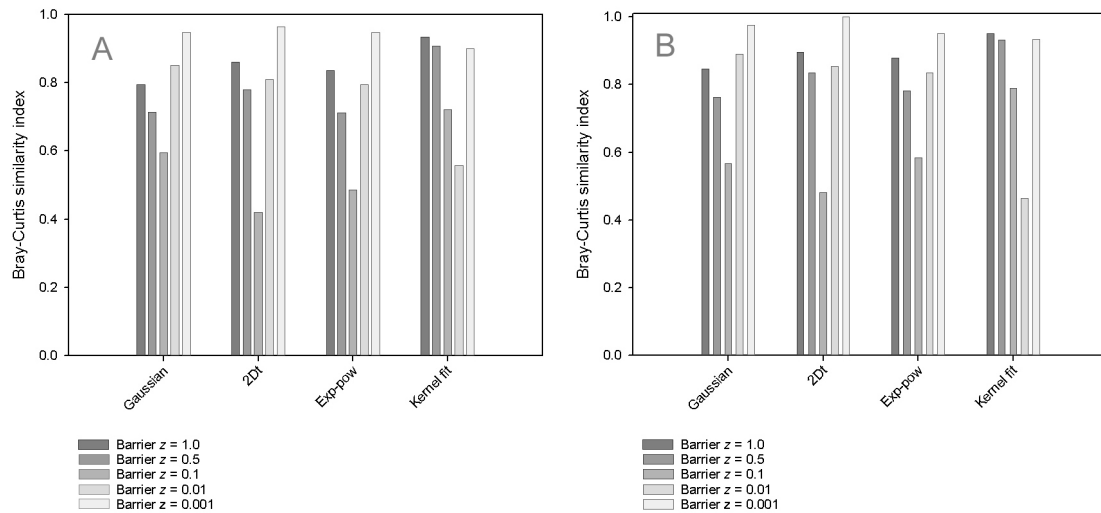 A
Bray-Curtis similarity index
1.0
0.8
0.6
0.4
0.2
0.0
Gaussian
2Dt
Exp-pow
Kernel fit
Barrier z = 1.0
Barrier z = 0.5
Barrier z = 0.1
Barrier z = 0.01
Barrier z = 0.001
B
Bray-Curtis similarity index
1.0
0.8
0.6
0.4
0.2
0.0
Gaussian
2Dt
Exp-pow
Kernel fit
Barrier z = 1.0
Barrier z = 0.5
Barrier z = 0.1
Barrier z = 0.01
Barrier z = 0.001